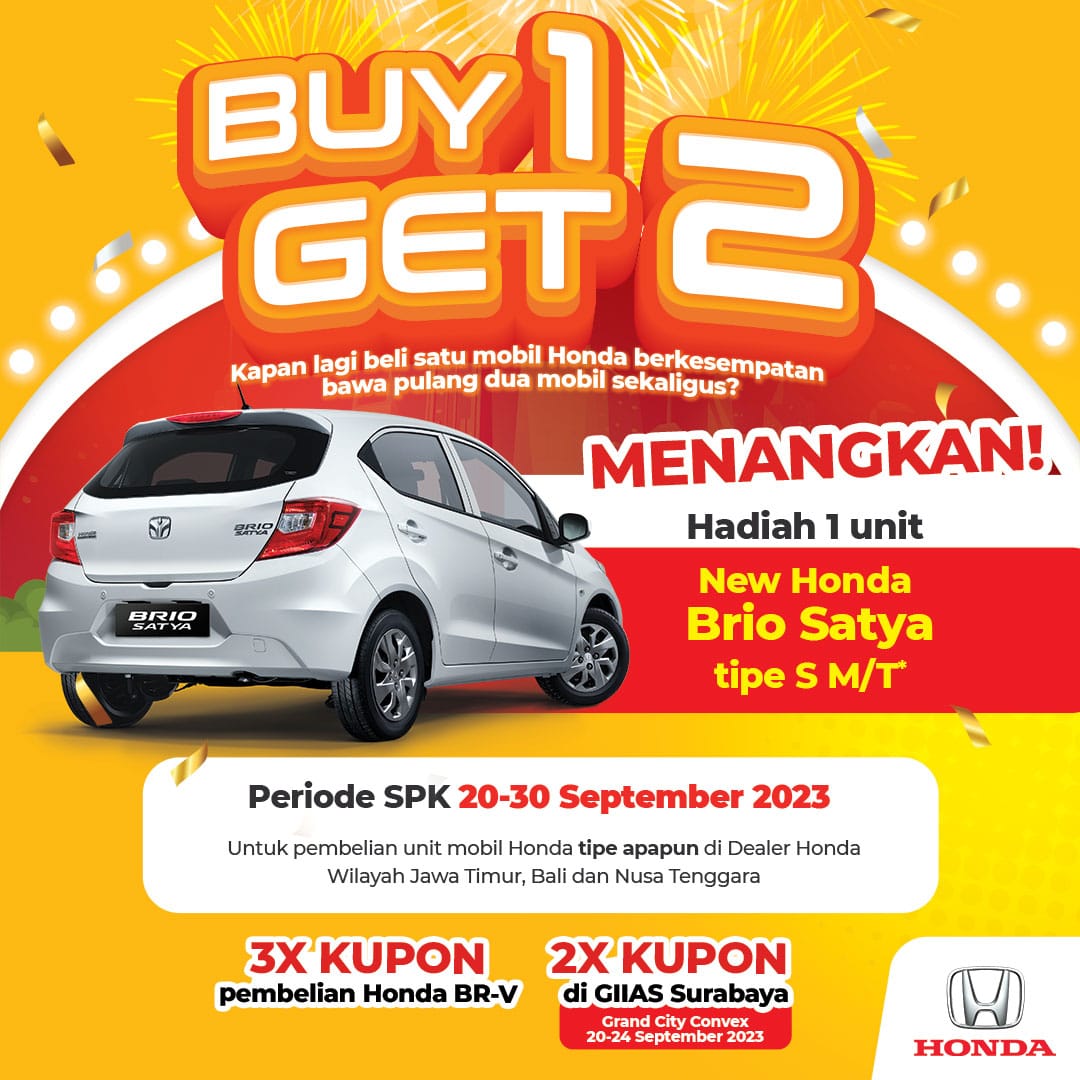 BUY 1
GET 2
Kapan lagi beli satu mobil Honda berkesempatan
bawa pulang dua mobil sekaligus?
MENANGKAN!
Hadiah 1 unit
New Honda
Brio Satya
tipe S M/T*
BRIO
SATYA
BRIO
SATYA
Periode SPK 20-30 September 2023
Untuk pembelian unit mobil Honda tipe apapun di Dealer Honda
Wilayah Jawa Timur, Bali dan Nusa Tenggara
3X KUPON
pembelian Honda BR-V
2X KUPON
di GIIAS Surabaya
Grand City Convex
20-24 September 2023
HONDA